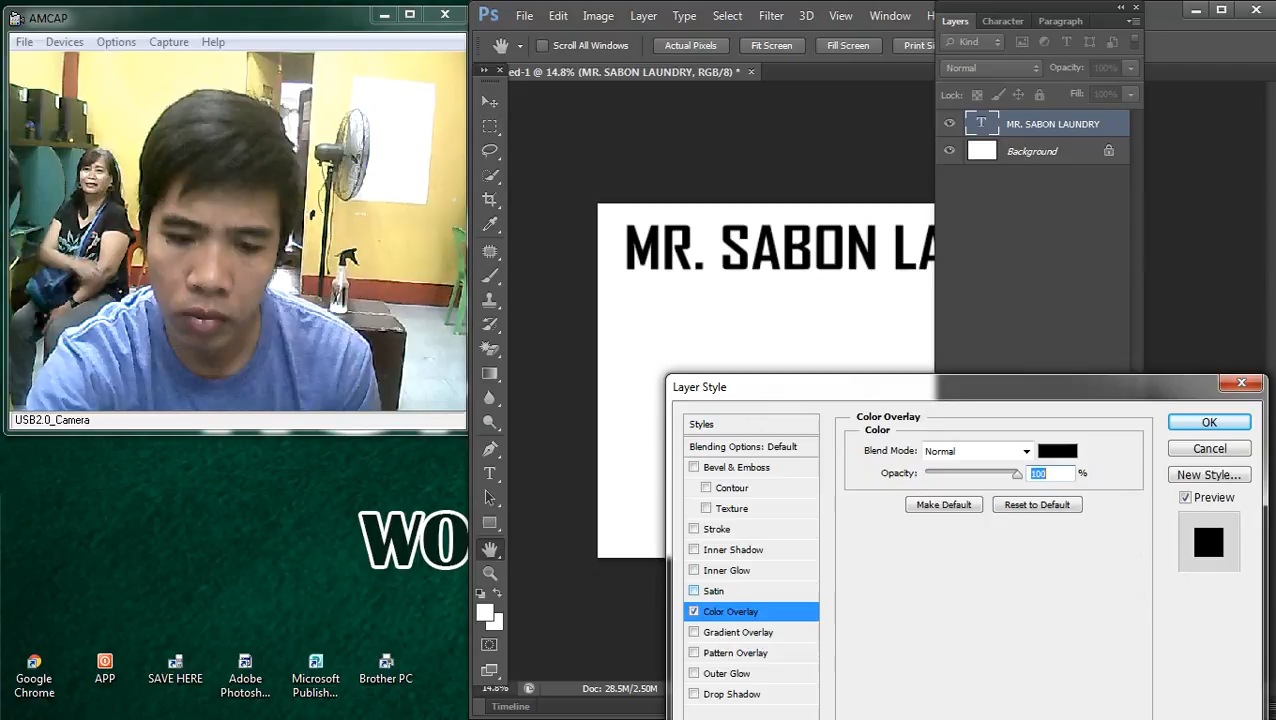 AMCAP
File Devices Options Capture Help
USB2.0_Camera
WO
Google Chrome
APP
SAVE HERE
Adobe Photosh...
Microsoft Publish...
Brother PC
Ps File Edit Image Layer Type Select Filter 3D View Window H
Scroll All Windows Actual Pixels Fit Screen Fill Screen Print Si
ed-1 @ 14.8% (MR. SABON LAUNDRY, RGB/8) *
MR. SABON LA
14.8% Doc: 28.5M/2.50M
Timeline
Layers Character Paragraph
Kind
Normal Opacity: 100%
Lock: Fill: 100%
T MR. SABON LAUNDRY
Background
Layer Style
Styles
Blending Options: Default
Bevel & Emboss
Contour
Texture
Stroke
Inner Shadow
Inner Glow
Satin
Color Overlay
Gradient Overlay
Pattern Overlay
Outer Glow
Drop Shadow
Color Overlay
Color
Blend Mode: Normal
Opacity: 100 %
Make Default Reset to Default
OK
Cancel
New Style...
Preview